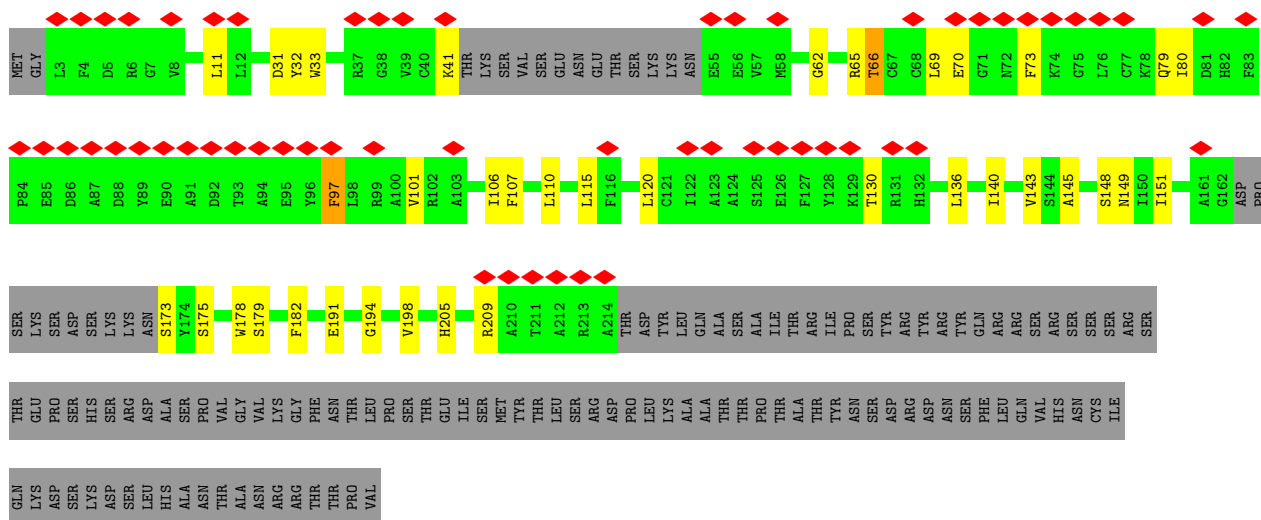 MET GLY L3 F4 D5 R6 G7 V8 L11 L12 D31 Y32 W33 R37 G38 V39 C40 K41 THR LYS SER VAL SER GLU ASN GLU THR SER LYS LYS ASN E55 E56 V57 M58 G62 R65 T66 C67 C68 L69 E70 G71 N72 F73 K74 G75 L76 C77 K78 Q79 I80 D81 H82 F83
P84 E85 D86 A87 D88 Y89 E90 A91 D92 T93 A94 E95 Y96 F97 L98 R99 A100 V101 R102 A103 I106 F107 L110 L115 F116 L120 C121 I122 A123 A124 S125 E126 F127 Y128 K129 T130 R131 H132 L136 I140 V143 S144 A145 S148 N149 I150 I151 A161 G162 ASP PRO
SER LYS SER ASP SER LYS LYS ASN S173 Y174 S175 W178 S179 F182 E191 G194 V198 H205 R209 A210 T211 A212 R213 A214 THR ASP TYR LEU GLN ALA SER ALA ILE THR ARG ILE PRO SER TYR ARG TYR ARG TYR GLN ARG ARG SER ARG SER SER SER ARG SER
THR GLU PRO SER HIS SER ARG ASP ALA SER PRO VAL GLY VAL LYS GLY PHE ASN THR LEU PRO SER THR GLU ILE SER MET TYR THR LEU SER ARG ASP PRO LEU LYS ALA ALA THR THR PRO THR ALA THR TYR ASN SER ASP ARG ASP ASN SER PHE LEU GLN VAL HIS ASN CYS ILE
GLN LYS ASP SER LYS ASP SER LEU HIS ALA ASN THR ALA ASN ARG ARG THR THR PRO VAL